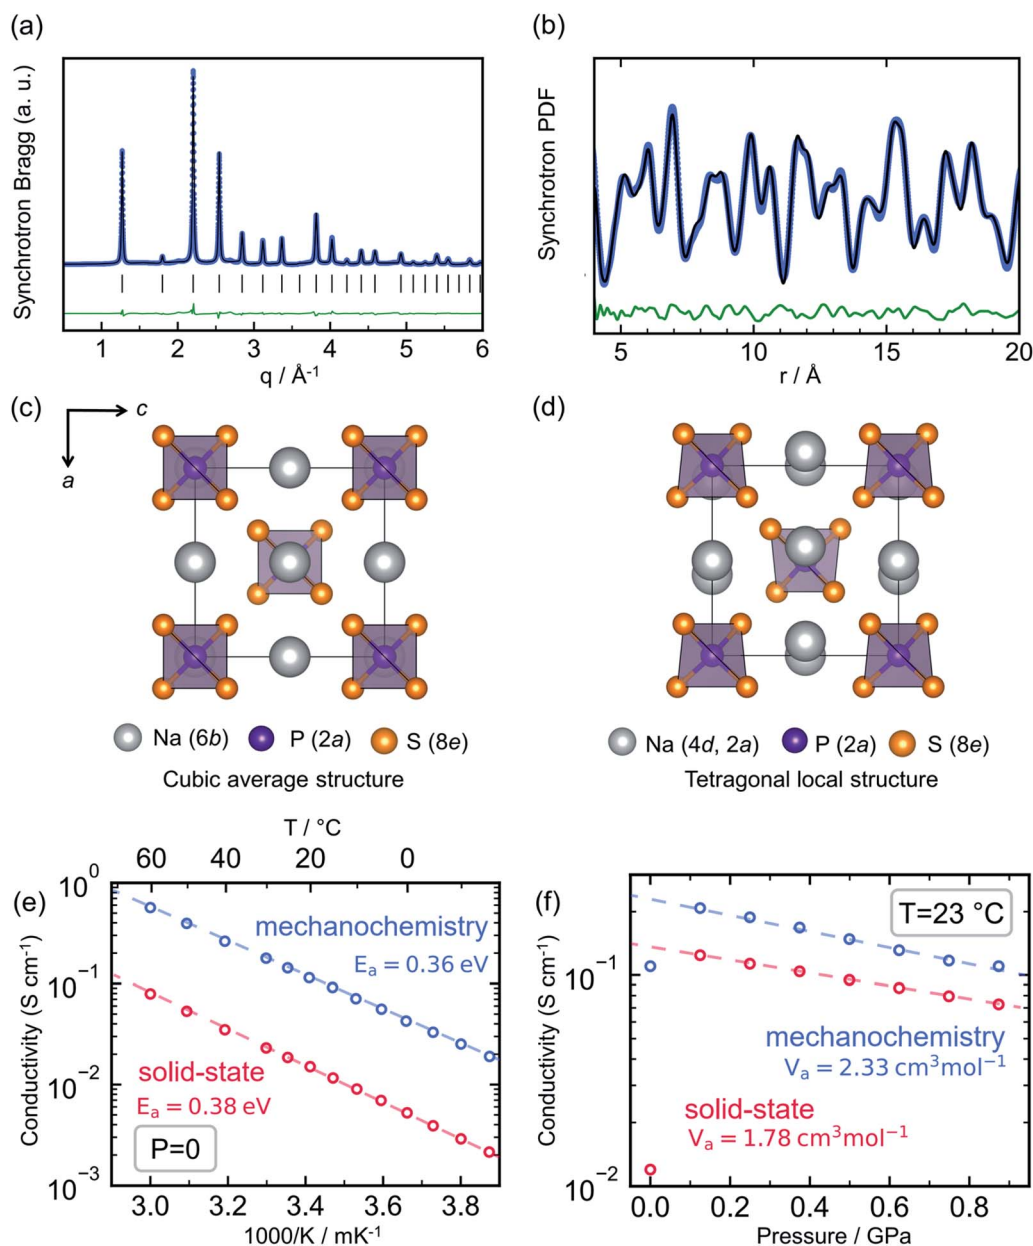 (a)
Synchrotron Bragg (a. u.)
1 2 3 4 5 6
q / Å⁻¹
(b)
Synchrotron PDF
5 10 15 20
r / Å
(c)
c
a
Na (6b) P (2a) S (8e)
Cubic average structure
(d)
Na (4d, 2a) P (2a) S (8e)
Tetragonal local structure
(e)
T / °C
60 40 20 0
10⁰
10⁻¹
10⁻²
10⁻³
Conductivity (S cm⁻¹)
mechanochemistry
Eₐ = 0.36 eV
solid-state
Eₐ = 0.38 eV
P=0
3.0 3.2 3.4 3.6 3.8
1000/K / mK⁻¹
(f)
T=23 °C
10⁻¹
10⁻²
Conductivity (S cm⁻¹)
mechanochemistry
Vₐ = 2.33 cm³mol⁻¹
solid-state
Vₐ = 1.78 cm³mol⁻¹
0.0 0.2 0.4 0.6 0.8
Pressure / GPa